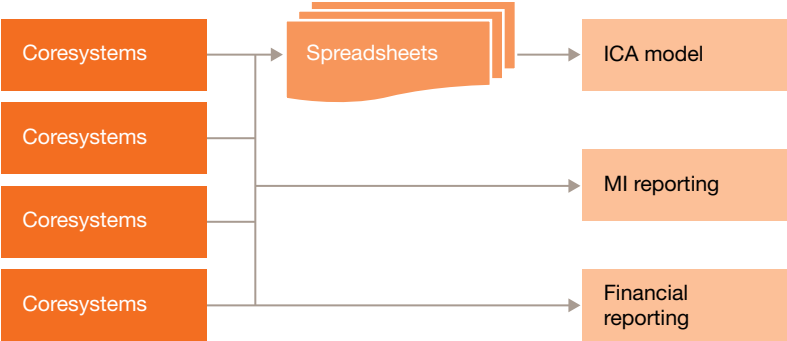 Coresystems
Spreadsheets
ICA model
Coresystems
MI reporting
Coresystems
Coresystems
Financial
reporting